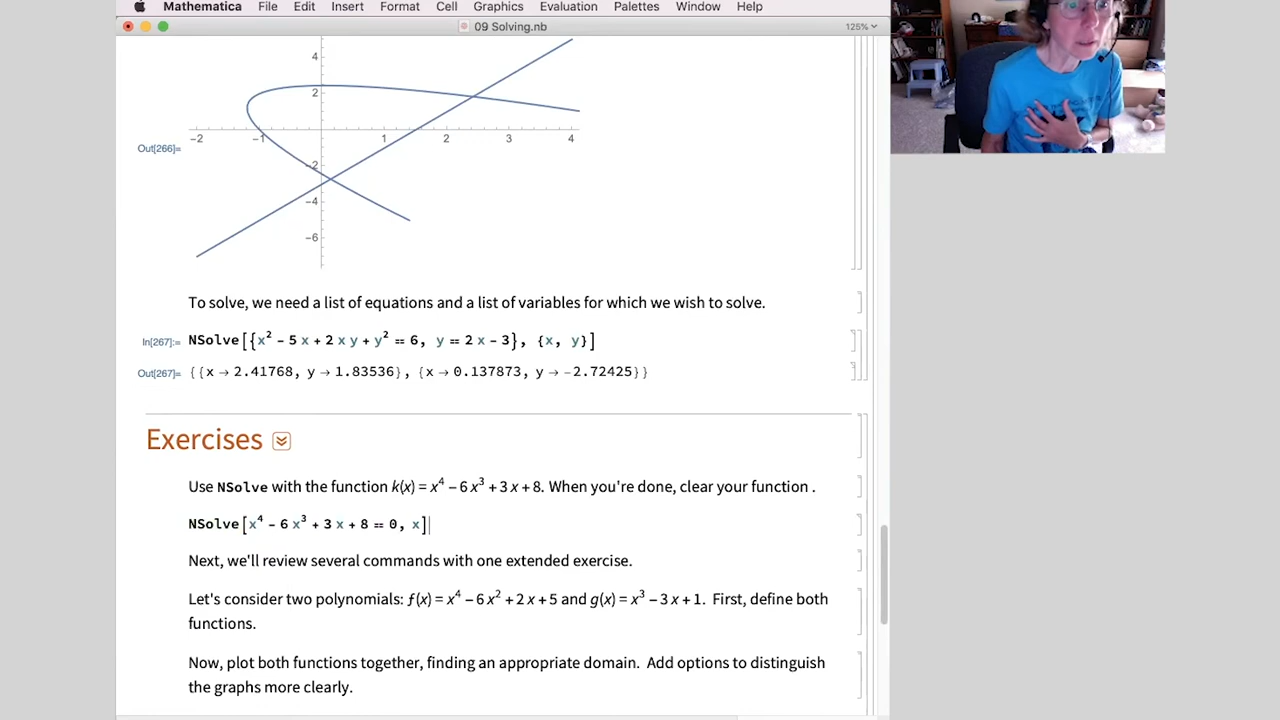 Mathematica File Edit Insert Format Cell Graphics Evaluation Palettes Window Help
09 Solving.nb
125%
4
2
-2 -1 1 2 3 4
Out[266]=
-2
-4
-6
To solve, we need a list of equations and a list of variables for which we wish to solve.
In[267]:= NSolve[{x² - 5 x + 2 x y + y² == 6, y == 2 x - 3}, {x, y}]
Out[267]= {{x → 2.41768, y → 1.83536}, {x → 0.137873, y → -2.72425}}
Exercises
Use NSolve with the function k(x) = x⁴ - 6 x³ + 3 x + 8. When you're done, clear your function .
NSolve[x⁴ - 6 x³ + 3 x + 8 == 0, x]
Next, we'll review several commands with one extended exercise.
Let's consider two polynomials: f(x) = x⁴ - 6 x² + 2 x + 5 and g(x) = x³ - 3 x + 1. First, define both
functions.
Now, plot both functions together, finding an appropriate domain. Add options to distinguish
the graphs more clearly.